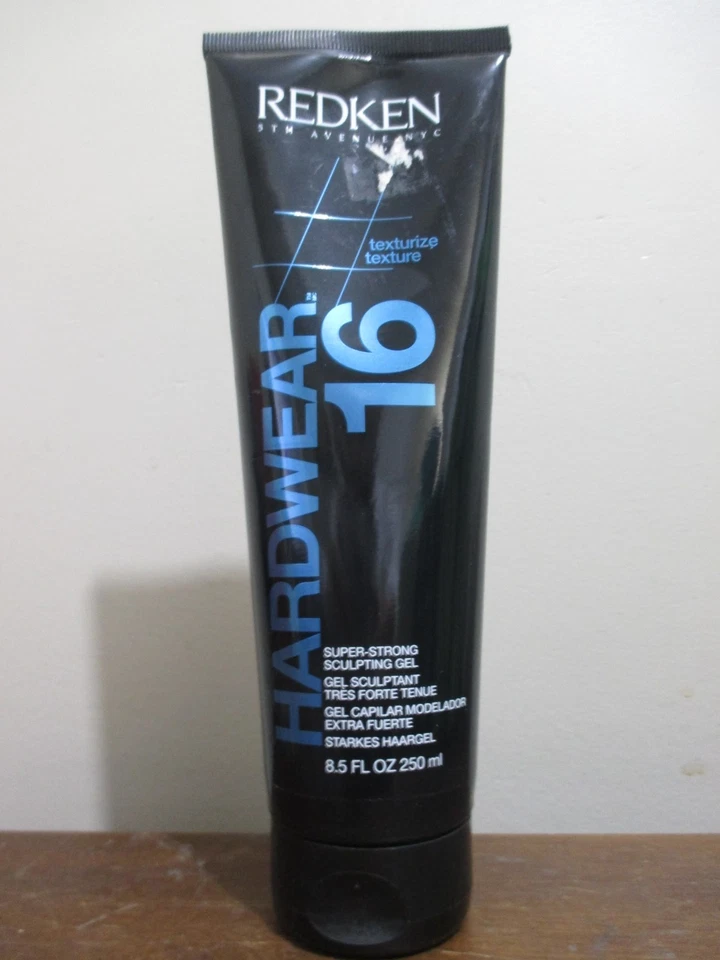 REDKEN
5TH AVENUE NYC
texturize
texture
HARDWEAR
16
SUPER-STRONG
SCULPTING GEL
GEL SCULPTANT
TRÈS FORTE TENUE
GEL CAPILAR MODELADOR
EXTRA FUERTE
STARKES HAARGEL
8.5 FL OZ 250 ml